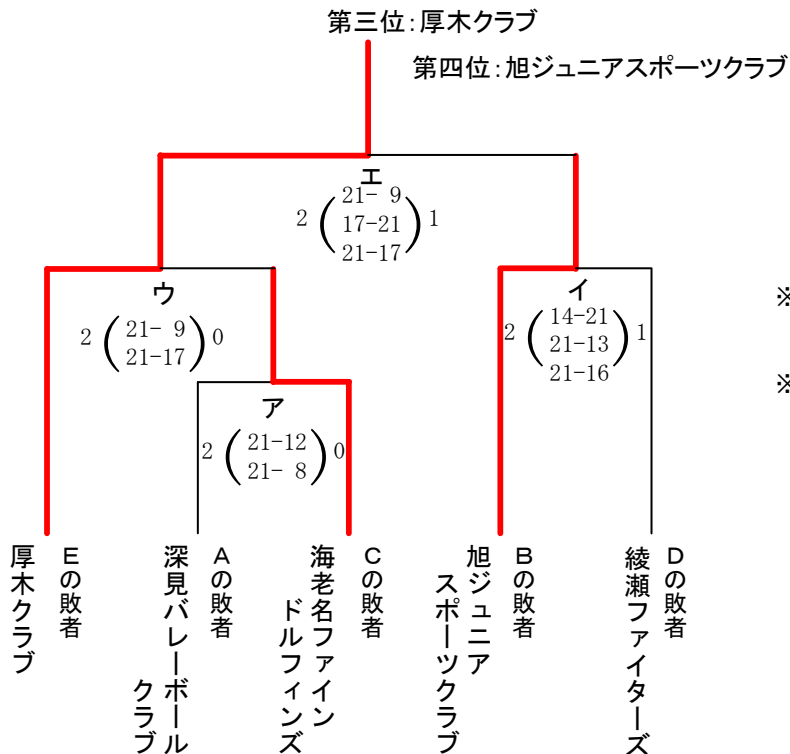 第三位:厚木クラブ
第四位:旭ジュニアスポーツクラブ
エ
2 (21- 9 17-21 21-17) 1
ウ
2 (21- 9 21-17) 0
イ
2 (14-21 21-13 21-16) 1
※
※
ア
2 (21-12 21- 8) 0
Eの敗者
厚木クラブ
Aの敗者
深見バレーボール
クラブ
Cの敗者
海老名ファイン
ドルフィンズ
Bの敗者
旭ジュニア
スポーツクラブ
Dの敗者
綾瀬ファイターズ